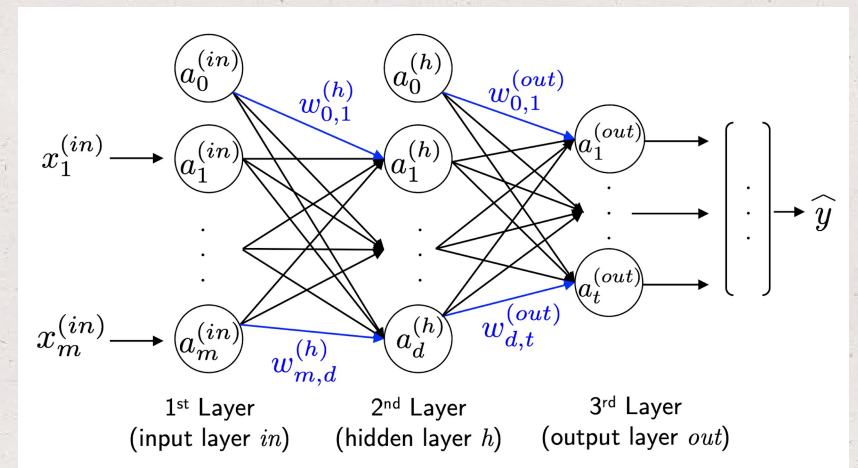 a_0^{(in)} a_0^{(h)}
w_{0,1}^{(h)} w_{0,1}^{(out)}
x_1^{(in)} a_1^{(in)} a_1^{(h)} a_1^{(out)}
ŷ
x_m^{(in)} a_m^{(in)} a_d^{(h)} a_t^{(out)}
w_{m,d}^{(h)} w_{d,t}^{(out)}
1st Layer 2nd Layer 3rd Layer
(input layer in) (hidden layer h) (output layer out)